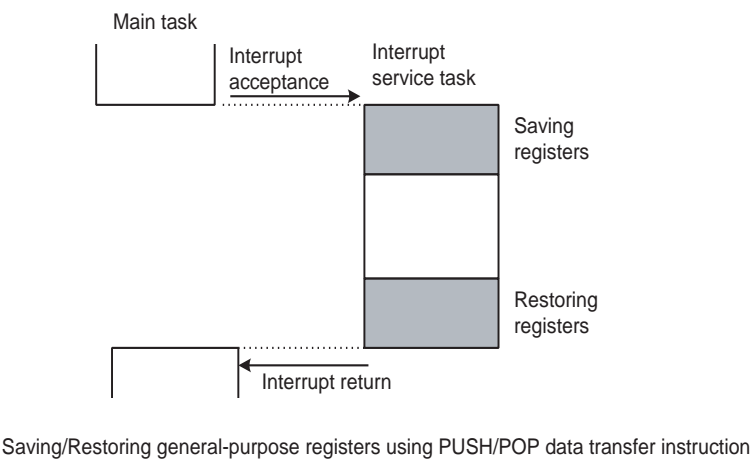 Main task
Interrupt
acceptance
Interrupt
service task
Saving
registers
Restoring
registers
Interrupt return
Saving/Restoring general-purpose registers using PUSH/POP data transfer instruction